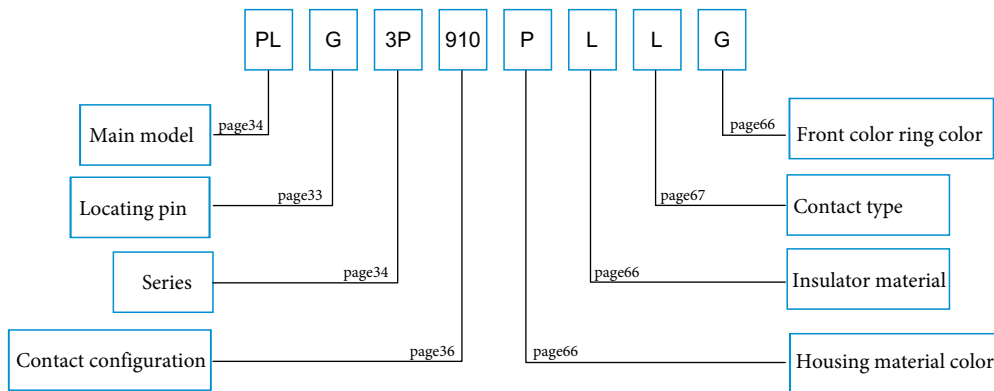 PL G 3P 910 P L L G
Main model page34 page66 Front color ring color
Locating pin page33 page67 Contact type
Series page34 page66 Insulator material
Contact configuration page36 page66 Housing material color